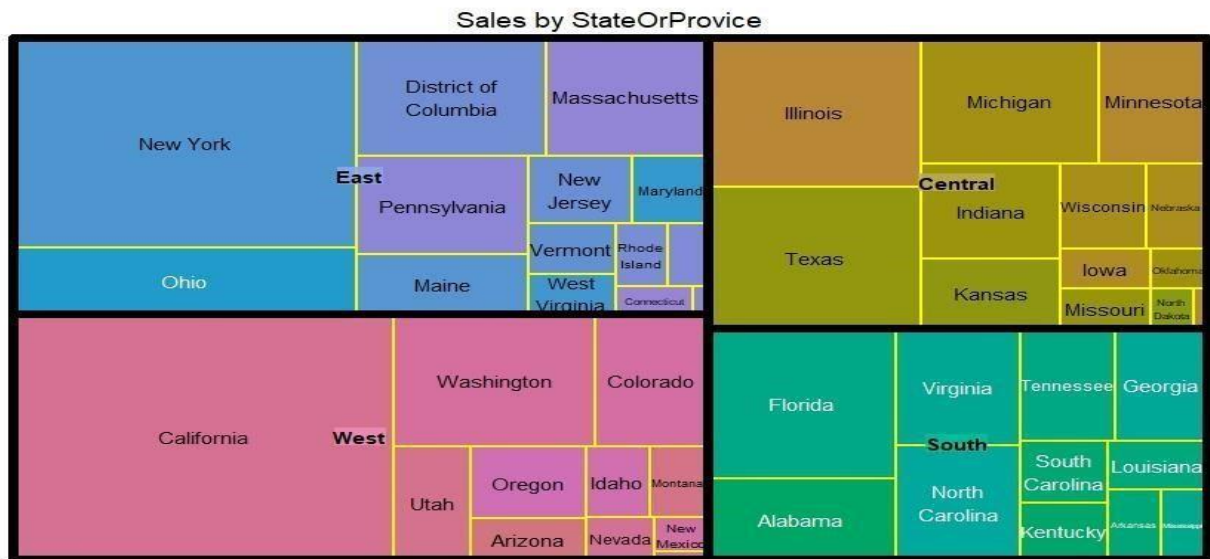 Sales by StateOrProvice
New York
Ohio
East
District of
Columbia
Massachusetts
Pennsylvania
Maine
New
Jersey
Maryland
Vermont
Rhode
Island
West
Virginia
Connecticut
Illinois
Texas
Central
Michigan
Minnesota
Indiana
Kansas
Wisconsin
Nebraska
Iowa
Oklahoma
Missouri
North
Dakota
California
West
Washington
Colorado
Utah
Oregon
Arizona
Idaho
Montana
Nevada
New
Mexico
Florida
Alabama
South
Virginia
North
Carolina
Tennessee
Georgia
South
Carolina
Louisiana
Kentucky
Arkansas
Mississippi